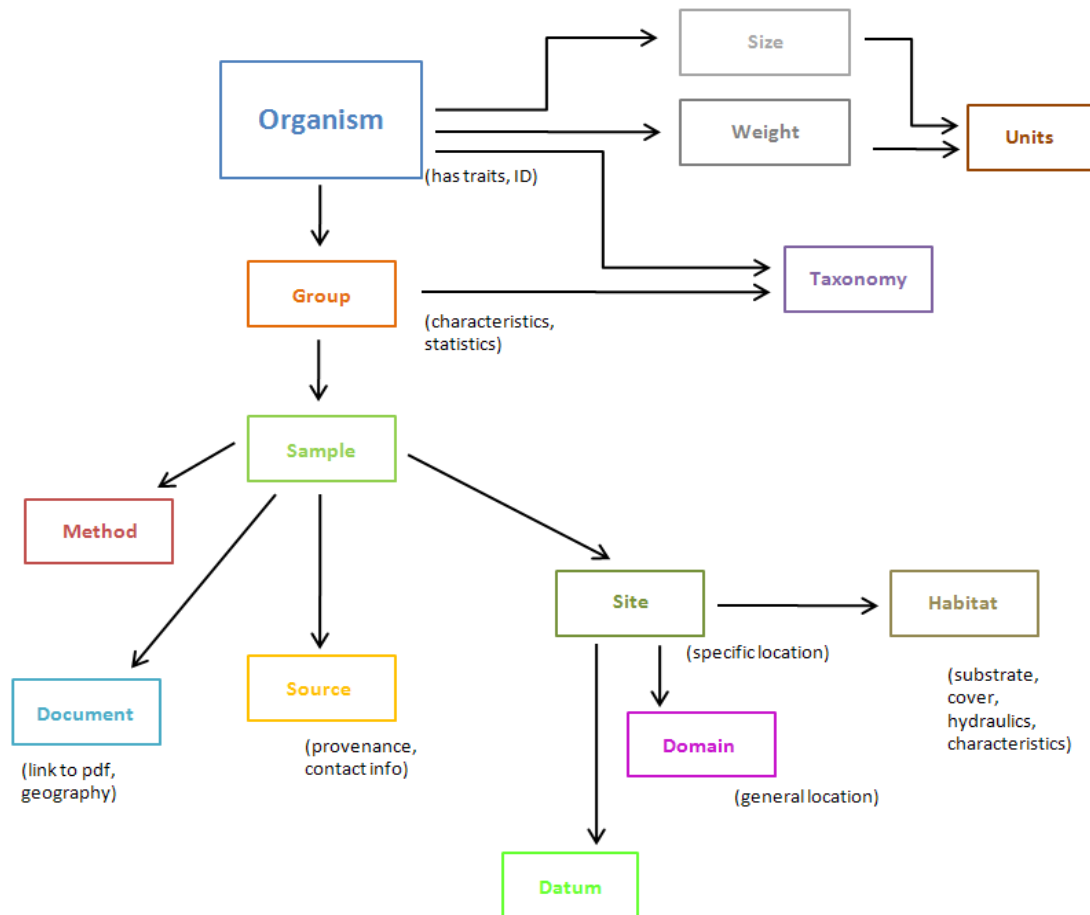 Size
Organism
Weight
Units
(has traits, ID)
Group
Taxonomy
(characteristics,
statistics)
Sample
Method
Site
Habitat
(specific location)
Document
Source
(substrate,
cover,
hydraulics,
characteristics)
Domain
(provenance,
contact info)
(link to pdf,
geography)
(general location)
Datum